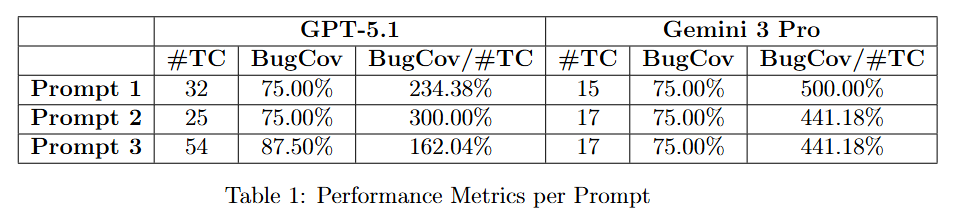 GPT-5.1 Gemini 3 Pro
#TC BugCov BugCov/#TC #TC BugCov BugCov/#TC
Prompt 1 32 75.00% 234.38% 15 75.00% 500.00%
Prompt 2 25 75.00% 300.00% 17 75.00% 441.18%
Prompt 3 54 87.50% 162.04% 17 75.00% 441.18%
Table 1: Performance Metrics per Prompt